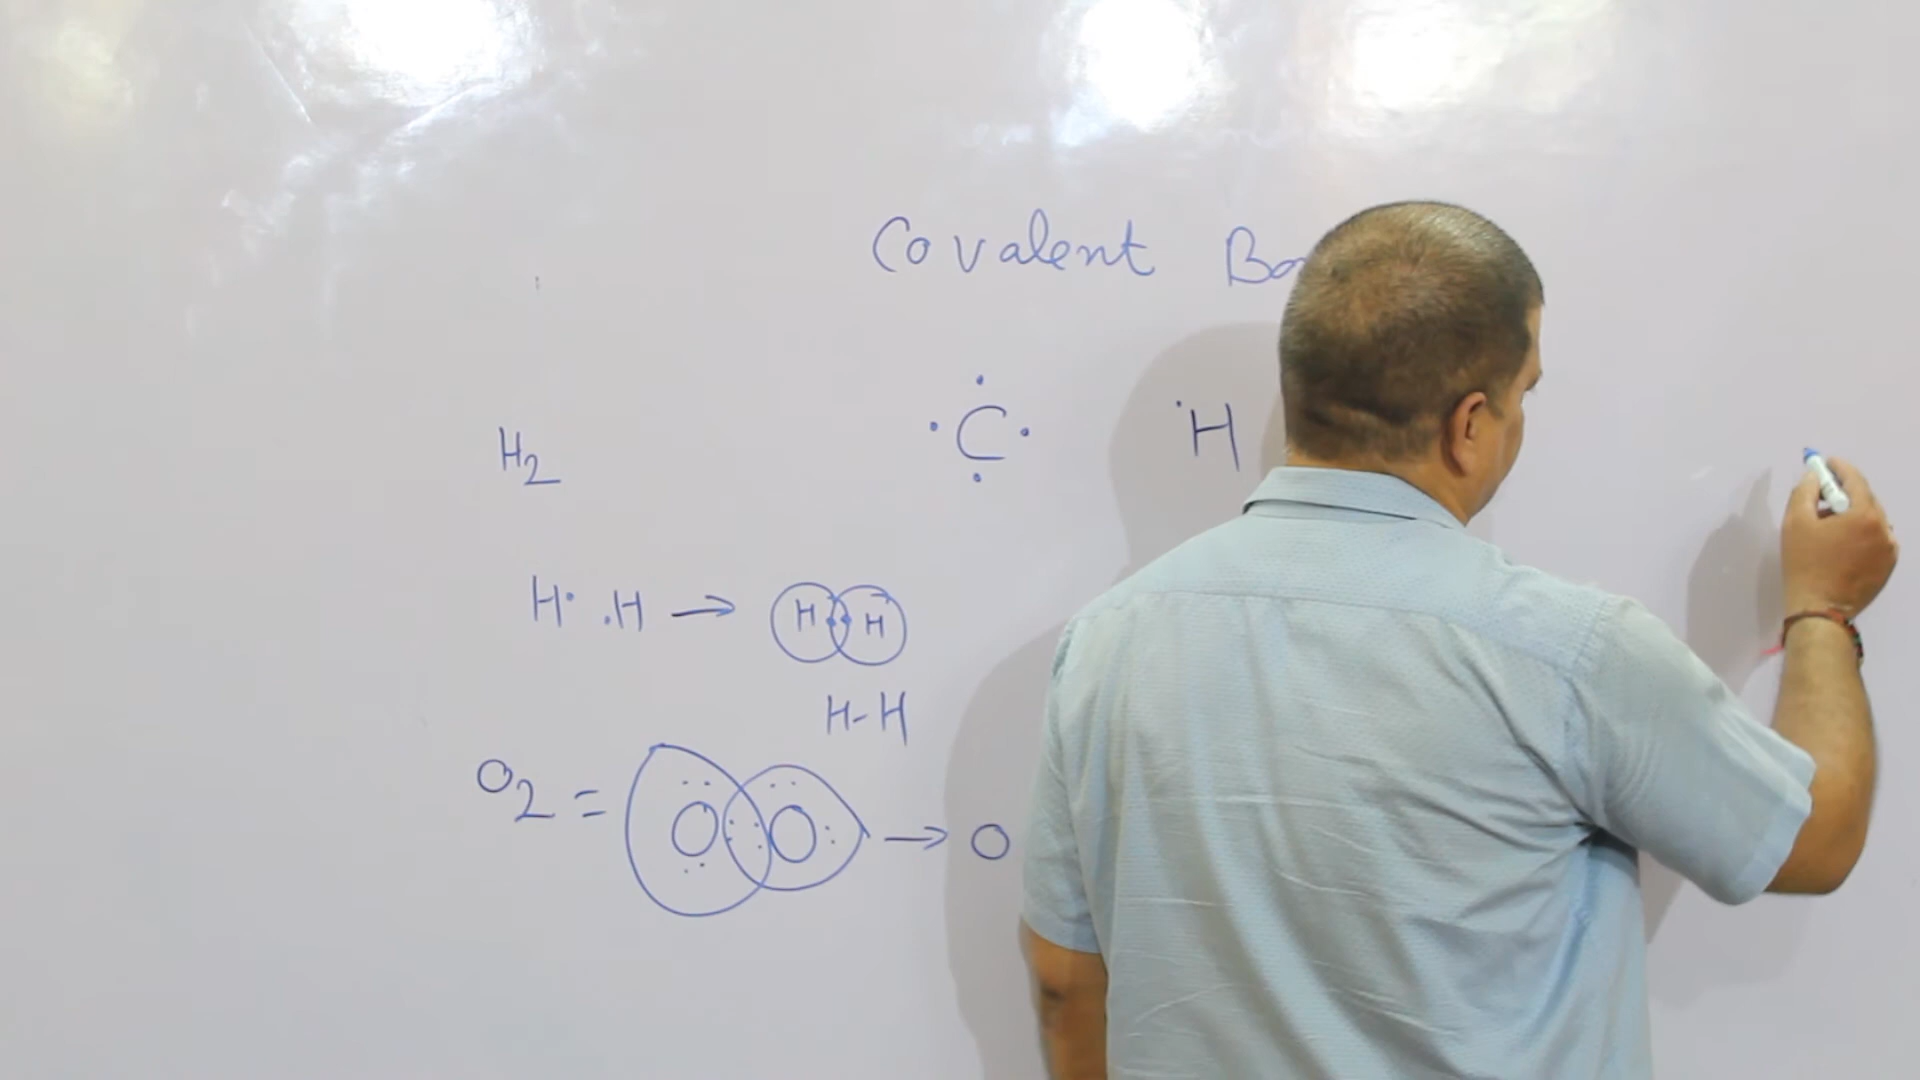 Covalent
C H
H2
H· .H → H H
H-H
O2 = O O → O